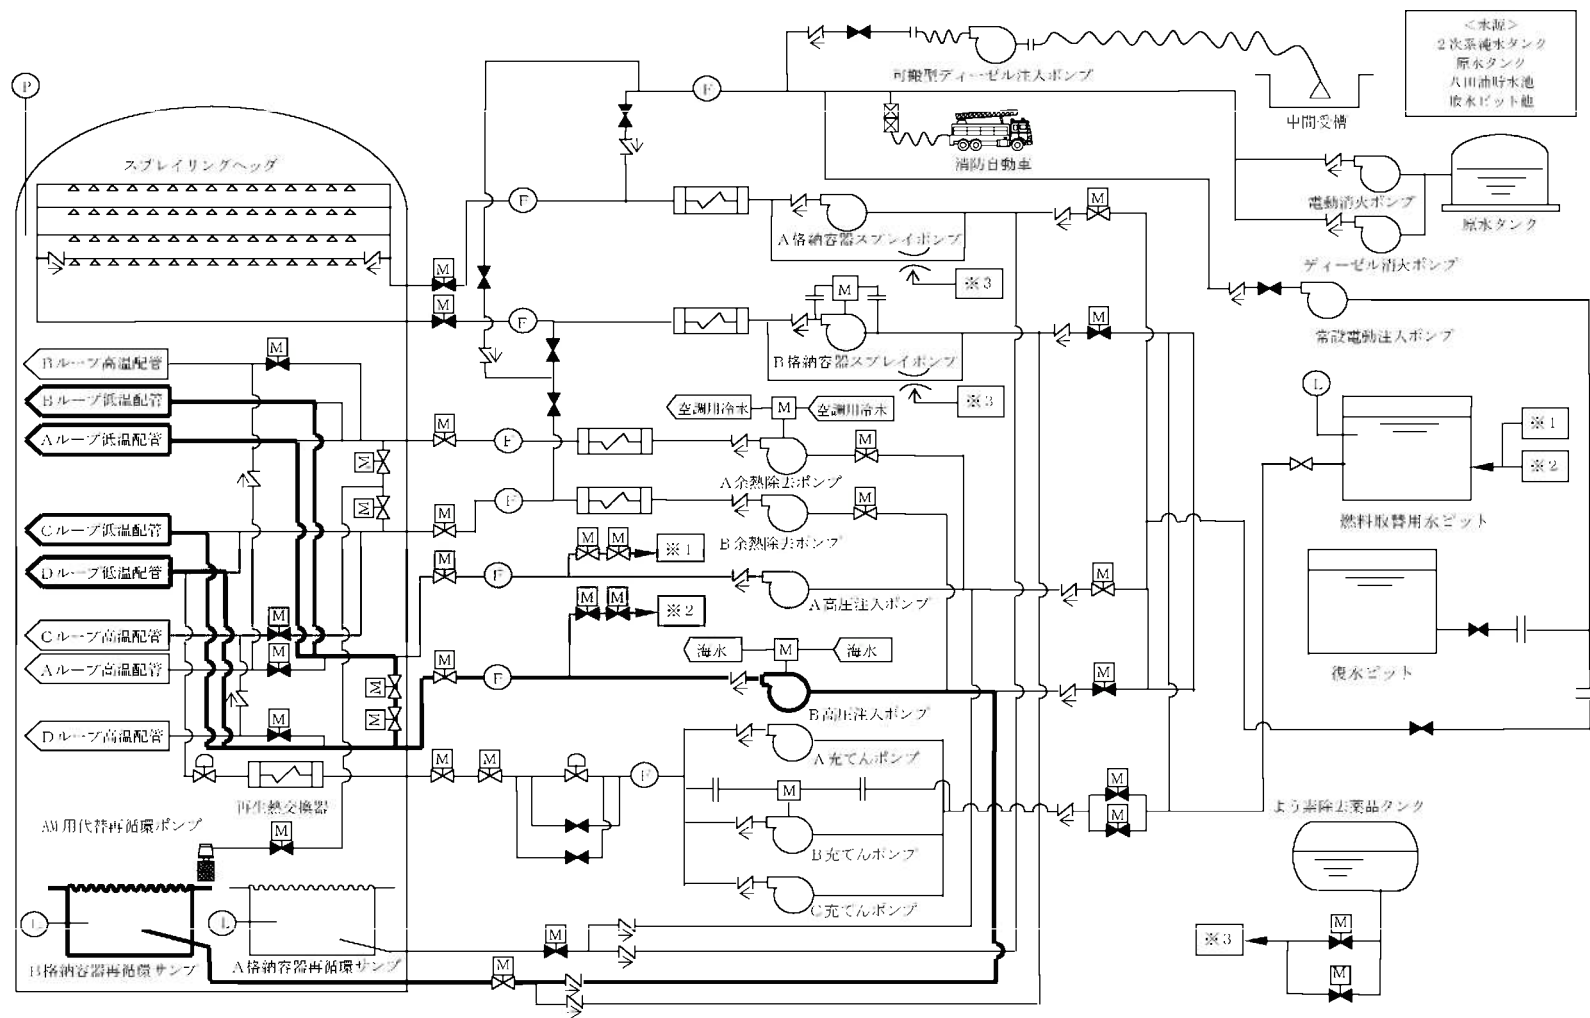 <水源>
2次系純水タンク
原水タンク
八田浦貯水池
取水ピット他
P
スプレイリングヘッダ
F
可搬型ディーゼル注入ポンプ
中間受槽
消防自動車
電動消火ポンプ
原水タンク
ディーゼル消火ポンプ
常設電動注入ポンプ
M
F
A格納容器スプレイポンプ
M
※3
M
F
M
B格納容器スプレイポンプ
M
※3
Bループ高温配管
M
Bループ低温配管
Aループ低温配管
M
M
M
F
空調用冷水
M
空調用冷水
A余熱除去ポンプ
M
L
※1
※2
燃料取替用水ピット
Cループ低温配管
M
F
B余熱除去ポンプ
M
Dループ低温配管
M
F
M
M
※1
A高圧注入ポンプ
M
M
M
※2
Cループ高温配管
M
Aループ高温配管
M
M
M
M
F
海水
M
海水
B高圧注入ポンプ
M
復水ピット
Dループ高温配管
M
再生熱交換器
M
M
F
A充てんポンプ
M
B充てんポンプ
C充てんポンプ
M
M
よう素除去薬品タンク
AM用代替再循環ポンプ
M
L
B格納容器再循環サンプ
L
A格納容器再循環サンプ
M
M
※3
M
M